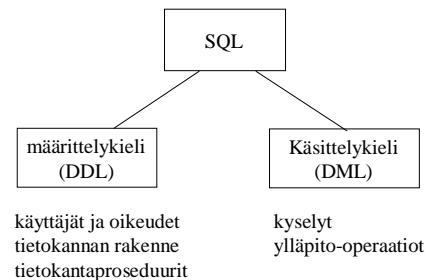 SQL
määrittelykieli
(DDL)
Käsittelykieli
(DML)
käyttäjät ja oikeudet
tietokannan rakenne
tietokantaproseduurit
kyselyt
ylläpito-operaatiot